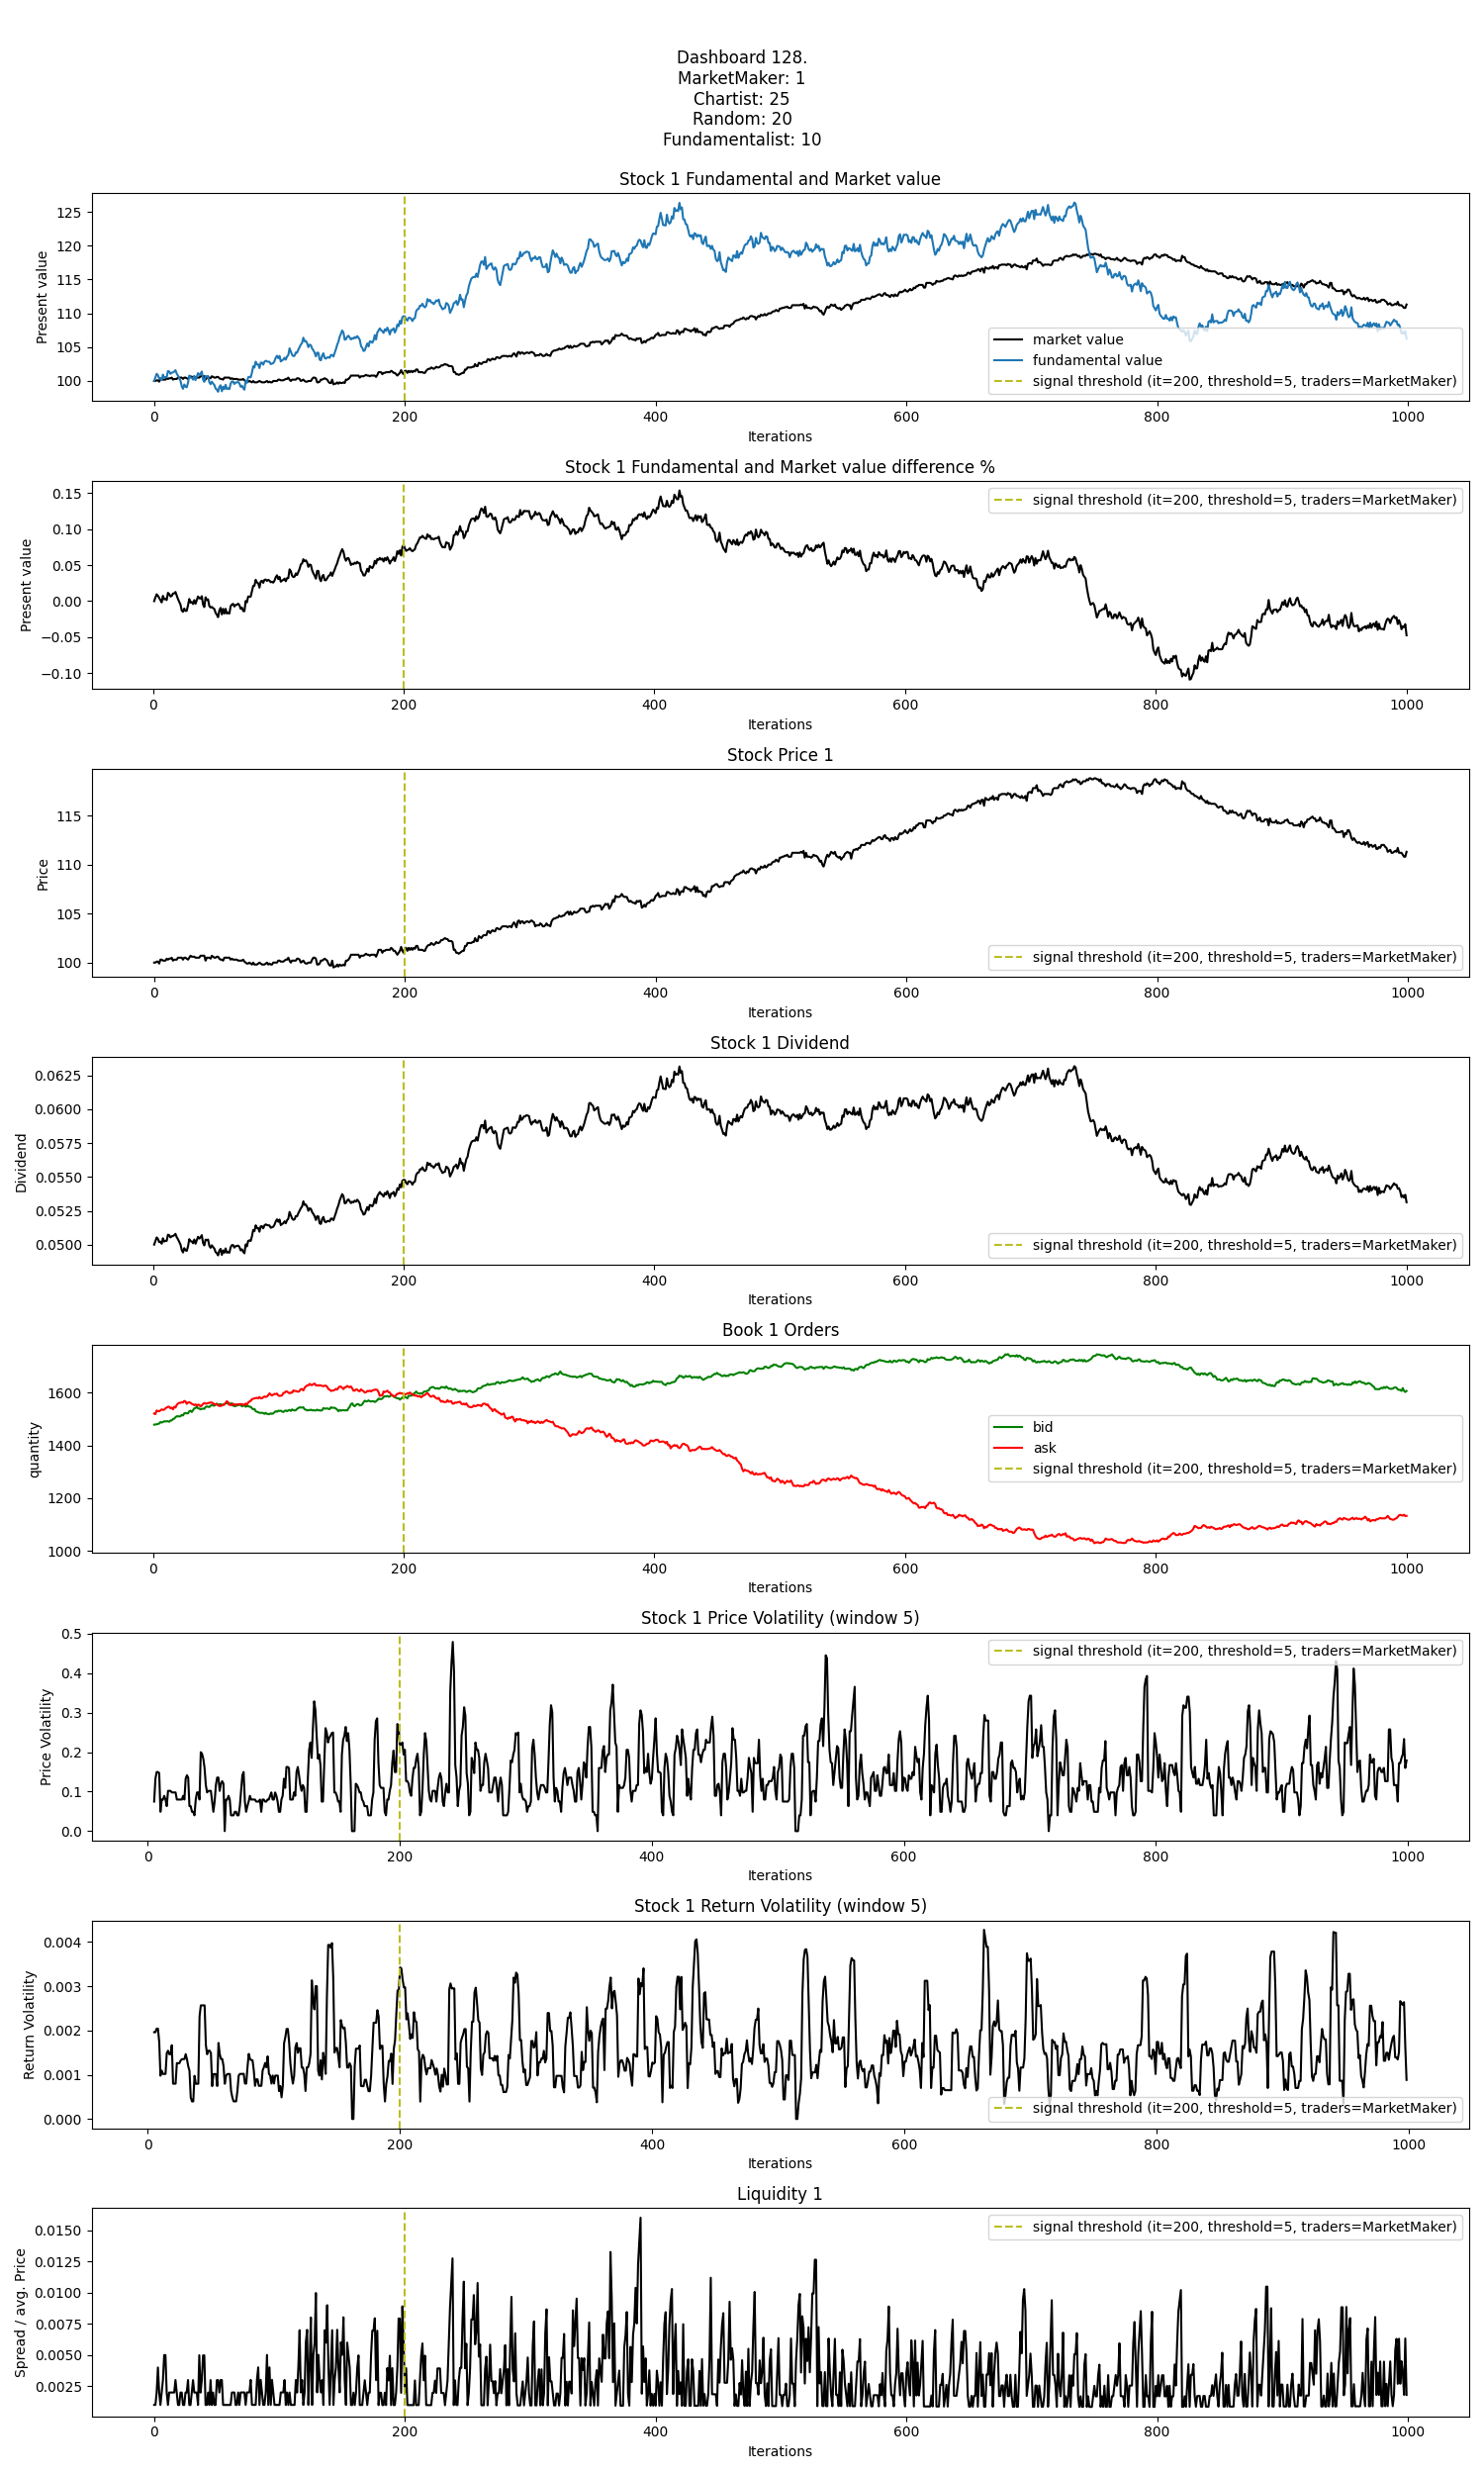 Dashboard 128.
MarketMaker: 1
Chartist: 25
Random: 20
Fundamentalist: 10
Stock 1 Fundamental and Market value
Present value
125
120
115
110
105
100
market value
fundamental value
signal threshold (it=200, threshold=5, traders=MarketMaker)
0 200 400 600 800 1000
Iterations
Stock 1 Fundamental and Market value difference %
Present value
0.15
0.10
0.05
0.00
−0.05
−0.10
signal threshold (it=200, threshold=5, traders=MarketMaker)
0 200 400 600 800 1000
Iterations
Stock Price 1
Price
115
110
105
100
signal threshold (it=200, threshold=5, traders=MarketMaker)
0 200 400 600 800 1000
Iterations
Stock 1 Dividend
Dividend
0.0625
0.0600
0.0575
0.0550
0.0525
0.0500
signal threshold (it=200, threshold=5, traders=MarketMaker)
0 200 400 600 800 1000
Iterations
Book 1 Orders
quantity
1600
1400
1200
1000
bid
ask
signal threshold (it=200, threshold=5, traders=MarketMaker)
0 200 400 600 800 1000
Iterations
Stock 1 Price Volatility (window 5)
Price Volatility
0.5
0.4
0.3
0.2
0.1
0.0
signal threshold (it=200, threshold=5, traders=MarketMaker)
0 200 400 600 800 1000
Iterations
Stock 1 Return Volatility (window 5)
Return Volatility
0.004
0.003
0.002
0.001
0.000
signal threshold (it=200, threshold=5, traders=MarketMaker)
0 200 400 600 800 1000
Iterations
Liquidity 1
Spread / avg. Price
0.0150
0.0125
0.0100
0.0075
0.0050
0.0025
signal threshold (it=200, threshold=5, traders=MarketMaker)
0 200 400 600 800 1000
Iterations